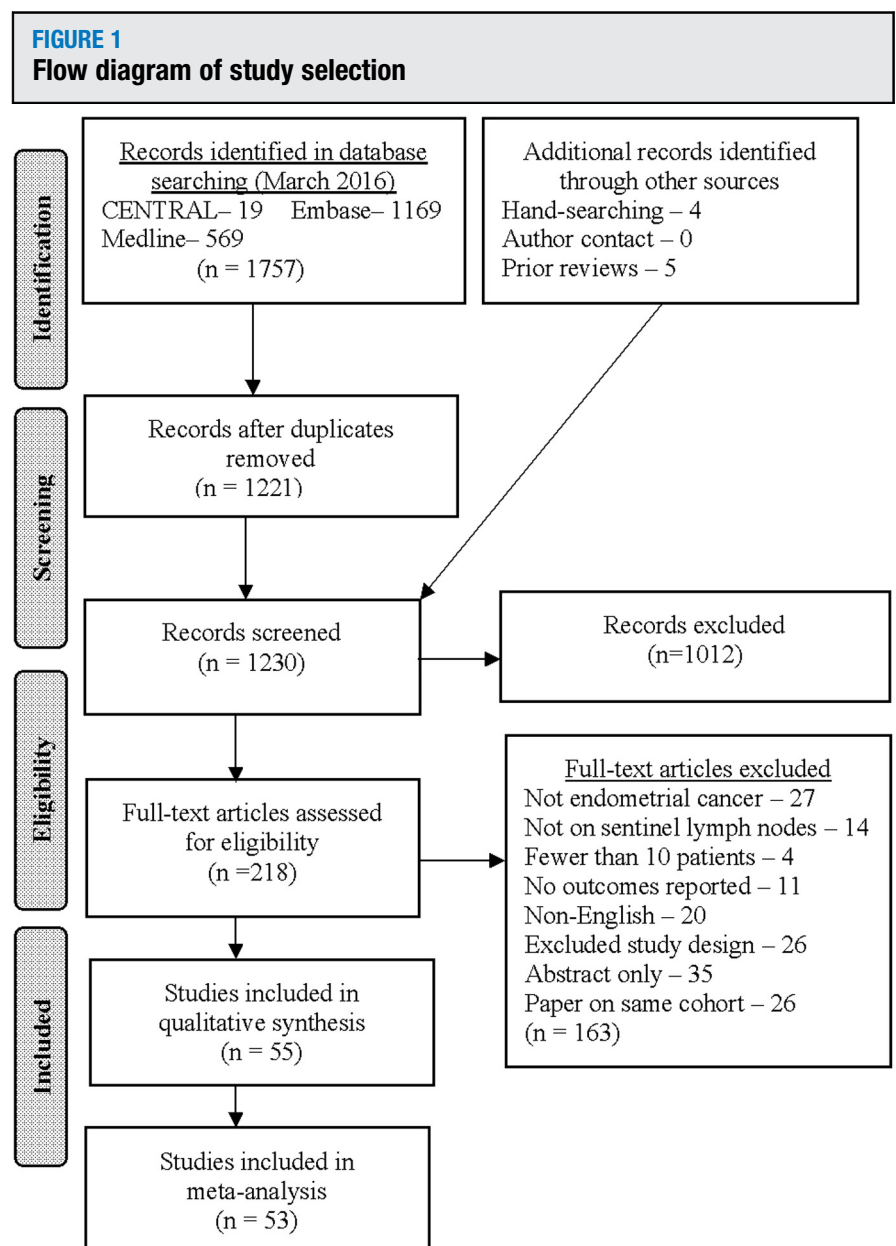 FIGURE 1
Flow diagram of study selection
Identification
Records identified in database
searching (March 2016)
CENTRAL– 19 Embase– 1169
Medline– 569
(n = 1757)
Additional records identified
through other sources
Hand-searching – 4
Author contact – 0
Prior reviews – 5
Screening
Records after duplicates
removed
(n = 1221)
Records screened
(n = 1230)
Records excluded
(n=1012)
Eligibility
Full-text articles assessed
for eligibility
(n =218)
Full-text articles excluded
Not endometrial cancer – 27
Not on sentinel lymph nodes – 14
Fewer than 10 patients – 4
No outcomes reported – 11
Non-English – 20
Excluded study design – 26
Abstract only – 35
Paper on same cohort – 26
(n = 163)
Included
Studies included in
qualitative synthesis
(n = 55)
Studies included in
meta-analysis
(n = 53)